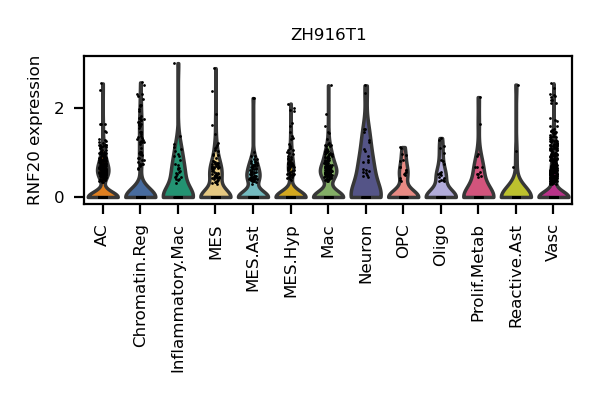 ZH916T1
RNF20 expression
2
0
AC
Chromatin.Reg
Inflammatory.Mac
MES
MES.Ast
MES.Hyp
Mac
Neuron
OPC
Oligo
Prolif.Metab
Reactive.Ast
Vasc